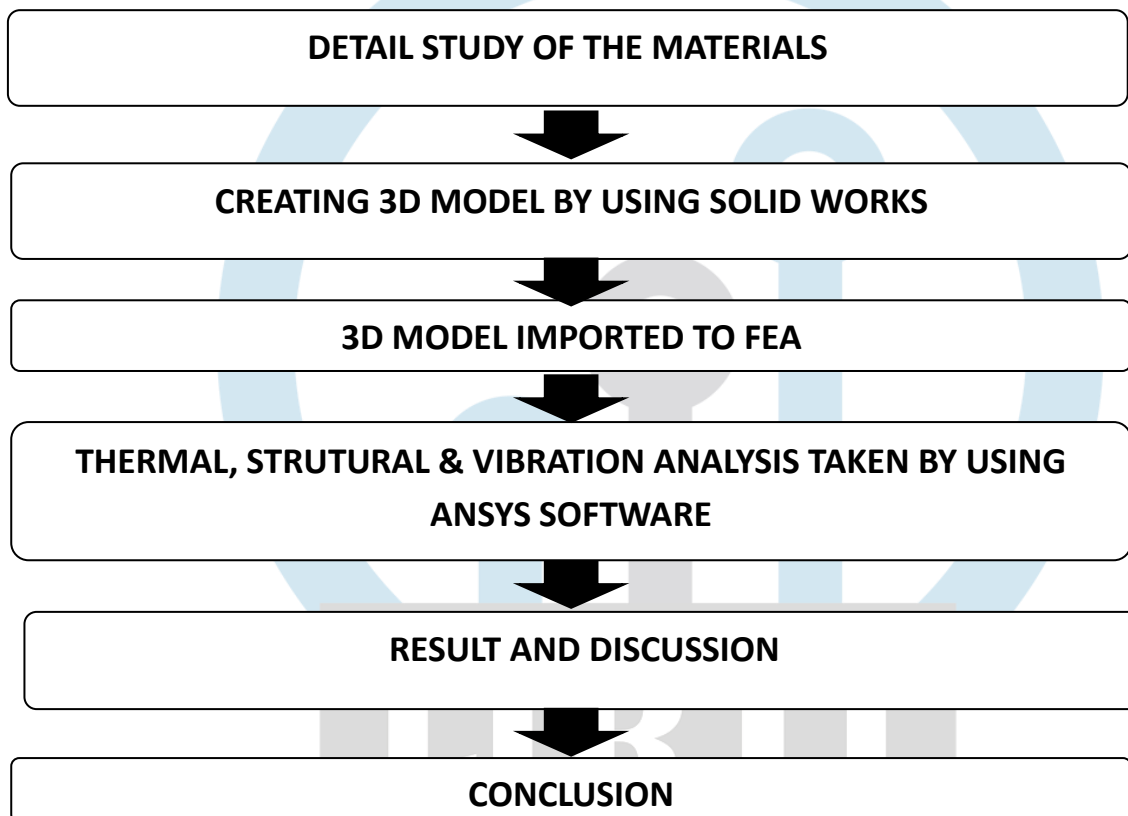 DETAIL STUDY OF THE MATERIALS
CREATING 3D MODEL BY USING SOLID WORKS
3D MODEL IMPORTED TO FEA
THERMAL, STRUTURAL & VIBRATION ANALYSIS TAKEN BY USING
ANSYS SOFTWARE
RESULT AND DISCUSSION
CONCLUSION